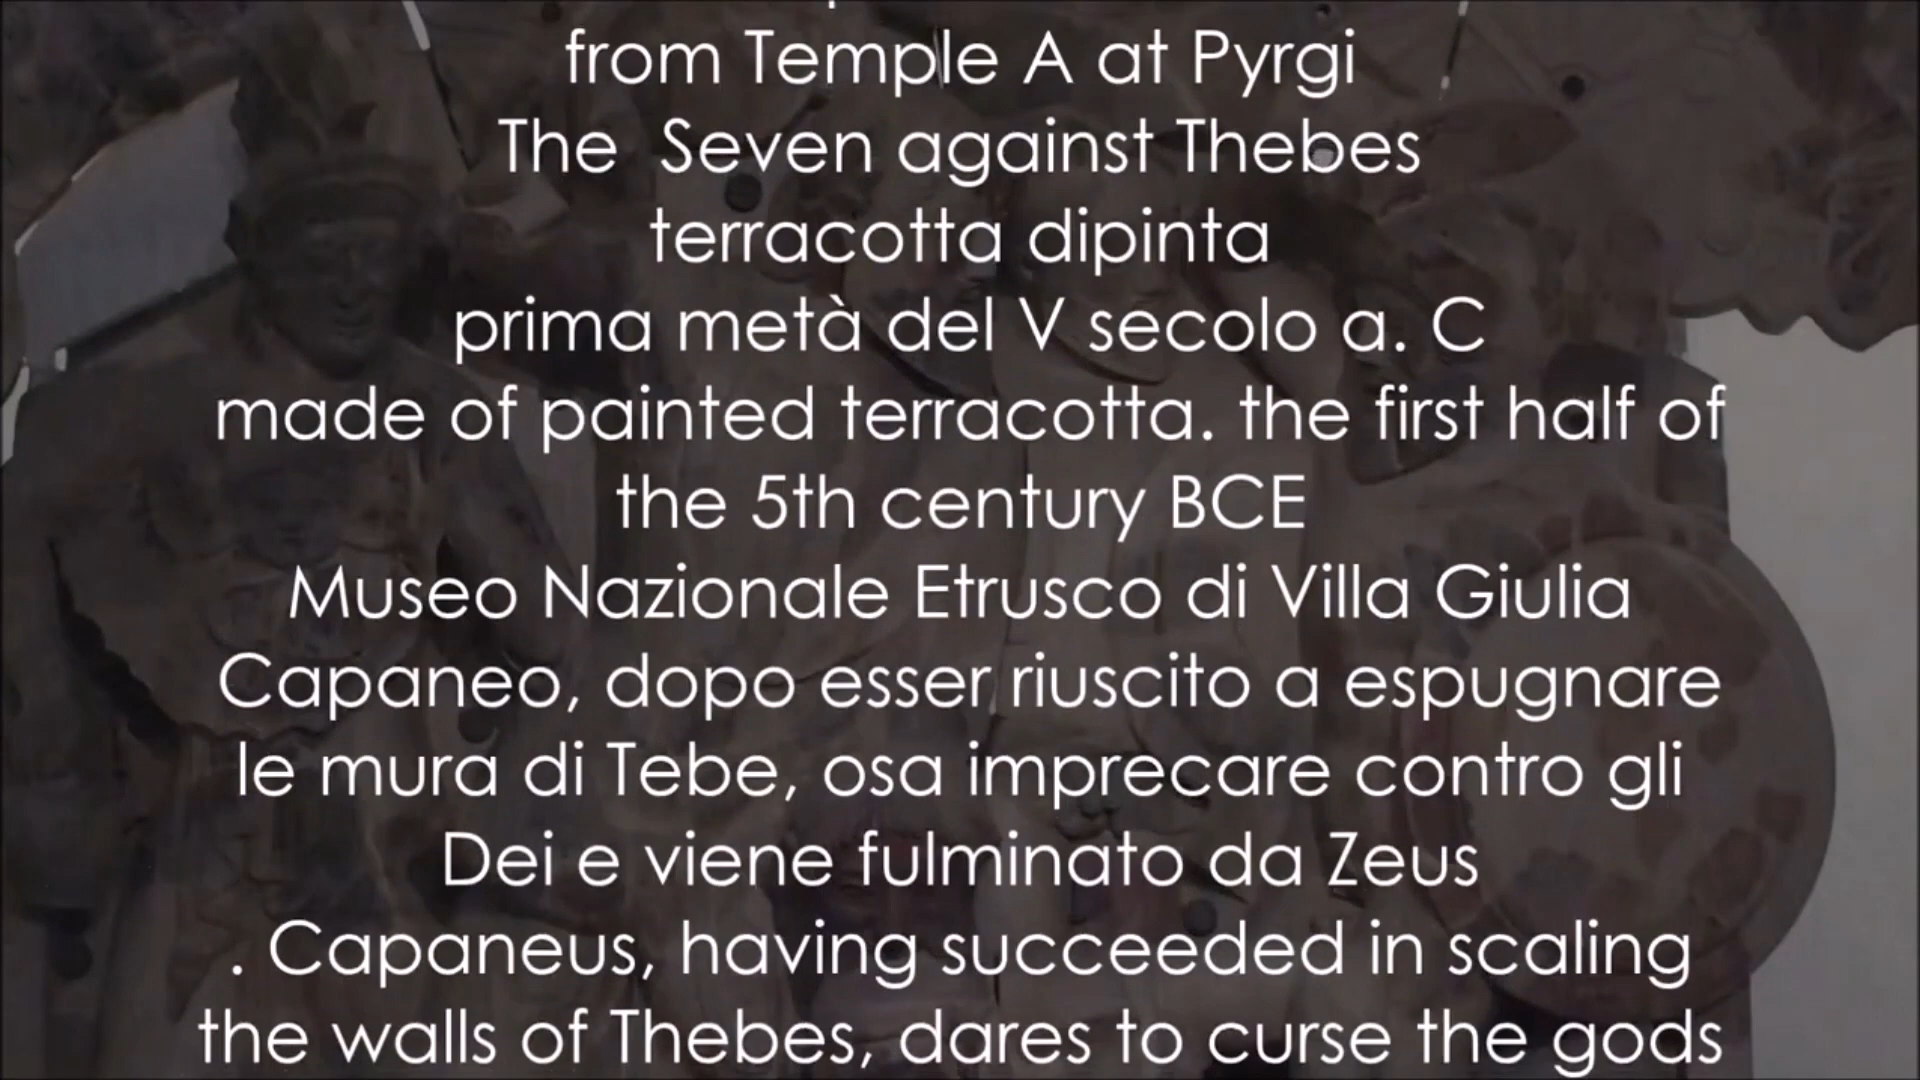 from Temple A at Pyrgi
The Seven against Thebes
terracotta dipinta
prima metà del V secolo a. C
made of painted terracotta. the first half of
the 5th century BCE
Museo Nazionale Etrusco di Villa Giulia
Capaneo, dopo esser riuscito a espugnare
le mura di Tebe, osa imprecare contro gli
Dei e viene fulminato da Zeus
. Capaneus, having succeeded in scaling
the walls of Thebes, dares to curse the gods